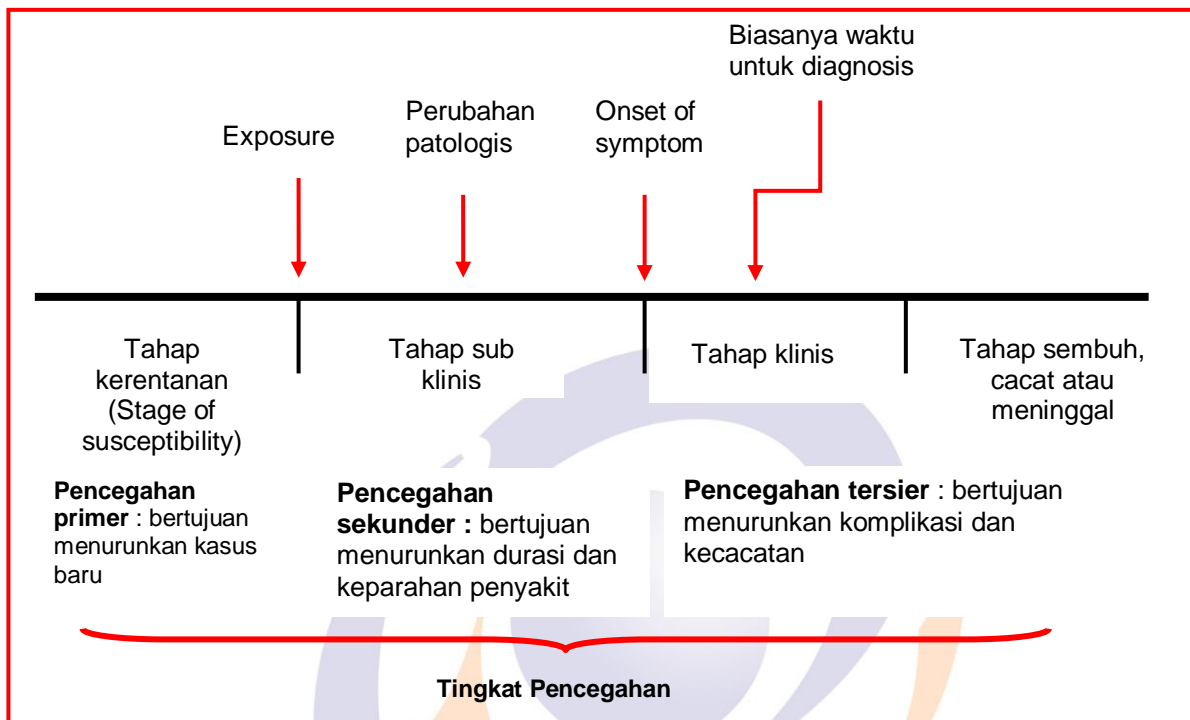 Biasanya waktu
untuk diagnosis
Exposure
Perubahan
patologis
Onset of
symptom
Tahap
kerentanan
(Stage of
susceptibility)
Tahap sub
klinis
Tahap klinis
Tahap sembuh,
cacat atau
meninggal
Pencegahan
primer : bertujuan
menurunkan kasus
baru
Pencegahan
sekunder : bertujuan
menurunkan durasi dan
keparahan penyakit
Pencegahan tersier : bertujuan
menurunkan komplikasi dan
kecacatan
Tingkat Pencegahan